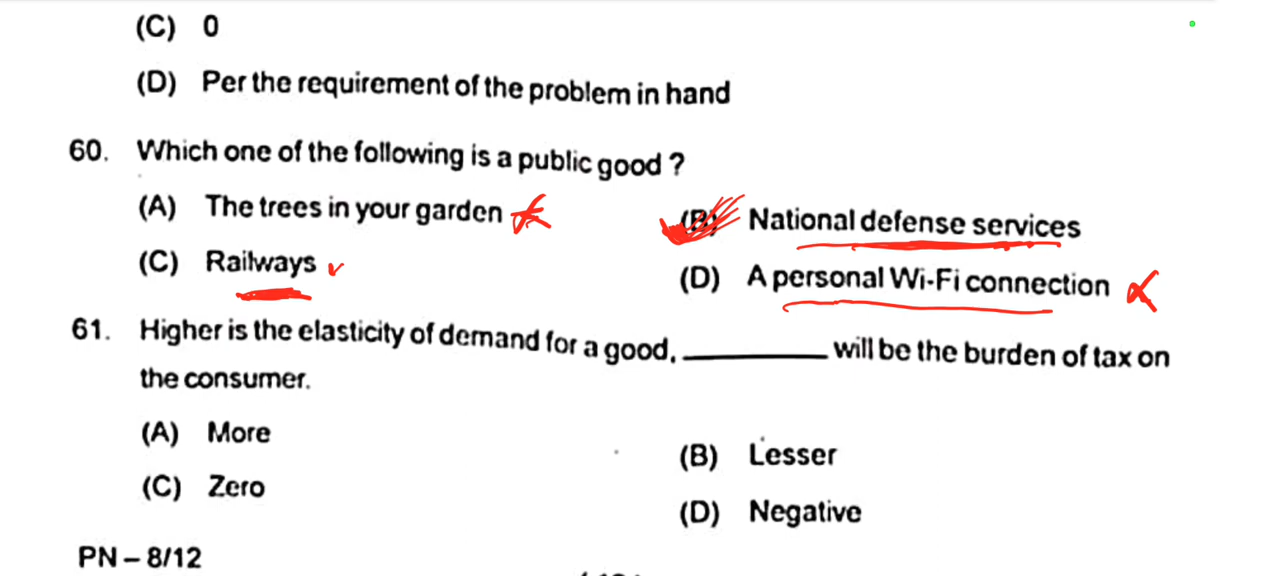 (C) 0
(D) Per the requirement of the problem in hand
60. Which one of the following is a public good ?
(A) The trees in your garden
(B) National defense services
(C) Railways
(D) A personal Wi-Fi connection
61. Higher is the elasticity of demand for a good, ________ will be the burden of tax on
the consumer.
(A) More
(B) Lesser
(C) Zero
(D) Negative
PN – 8/12